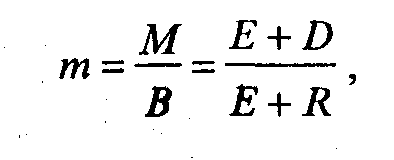 m = M/B = (E + D)/(E + R) ,